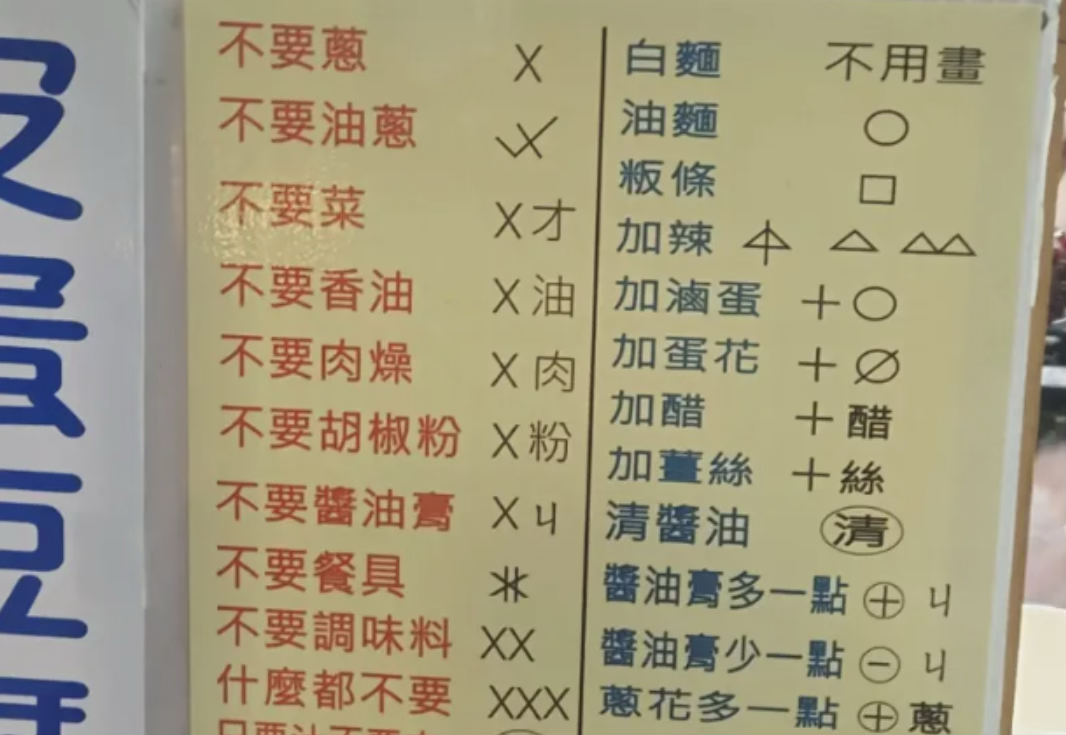 不要蔥 X
不要油蔥
不要菜 X才
不要香油 X油
不要肉燥 X肉
不要胡椒粉 X粉
不要醬油膏 Xㄐ
不要餐具
不要調味料 XX
什麼都不要 XXX
白麵 不用畫
油麵 ○
粄條 □
加辣 △ △△
加滷蛋 +○
加蛋花 +∅
加醋 +醋
加薑絲 +絲
清醬油 清
醬油膏多一點 ⊕ ㄐ
醬油膏少一點 ⊖ ㄐ
蔥花多一點 ⊕蔥
蛋
豆